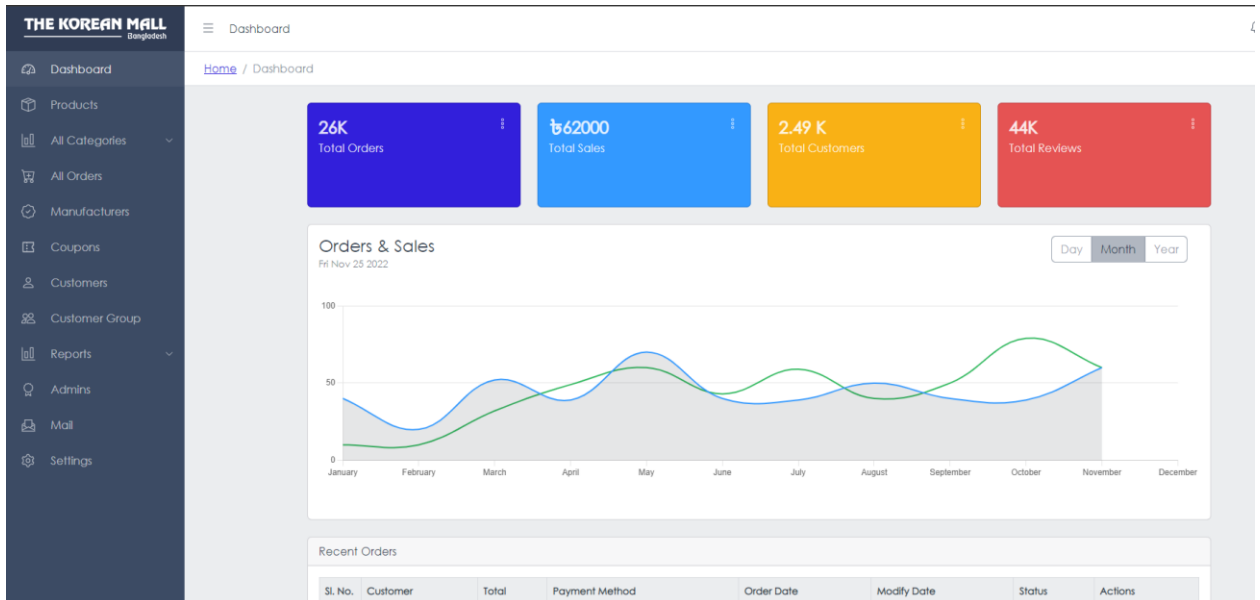 THE KOREAN MALL
Bangladesh
Dashboard
Home / Dashboard
Dashboard
Products
All Categories
All Orders
Manufacturers
Coupons
Customers
Customer Group
Reports
Admins
Mail
Settings
26K
Total Orders
৳62000
Total Sales
2.49 K
Total Customers
44K
Total Reviews
Orders & Sales
Fri Nov 25 2022
Day Month Year
100
50
0
January February March April May June July August September October November December
Recent Orders
Sl. No. Customer Total Payment Method Order Date Modify Date Status Actions